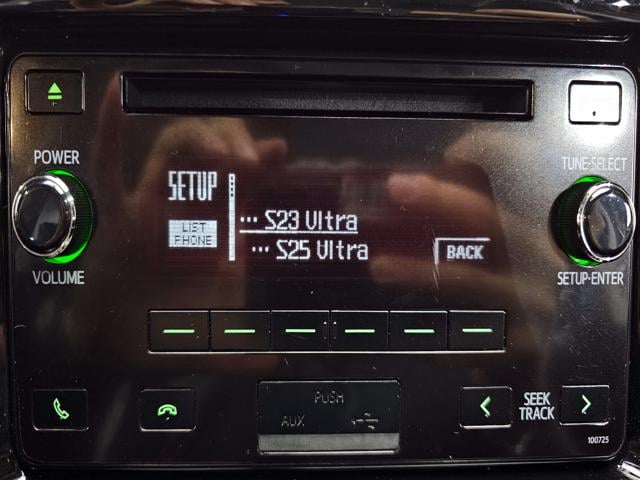 POWER
TUNE·SELECT
SETUP
LIST
PHONE
··· S23 Ultra
··· S25 Ultra
BACK
VOLUME
SETUP·ENTER
PUSH
AUX
SEEK
TRACK
100725